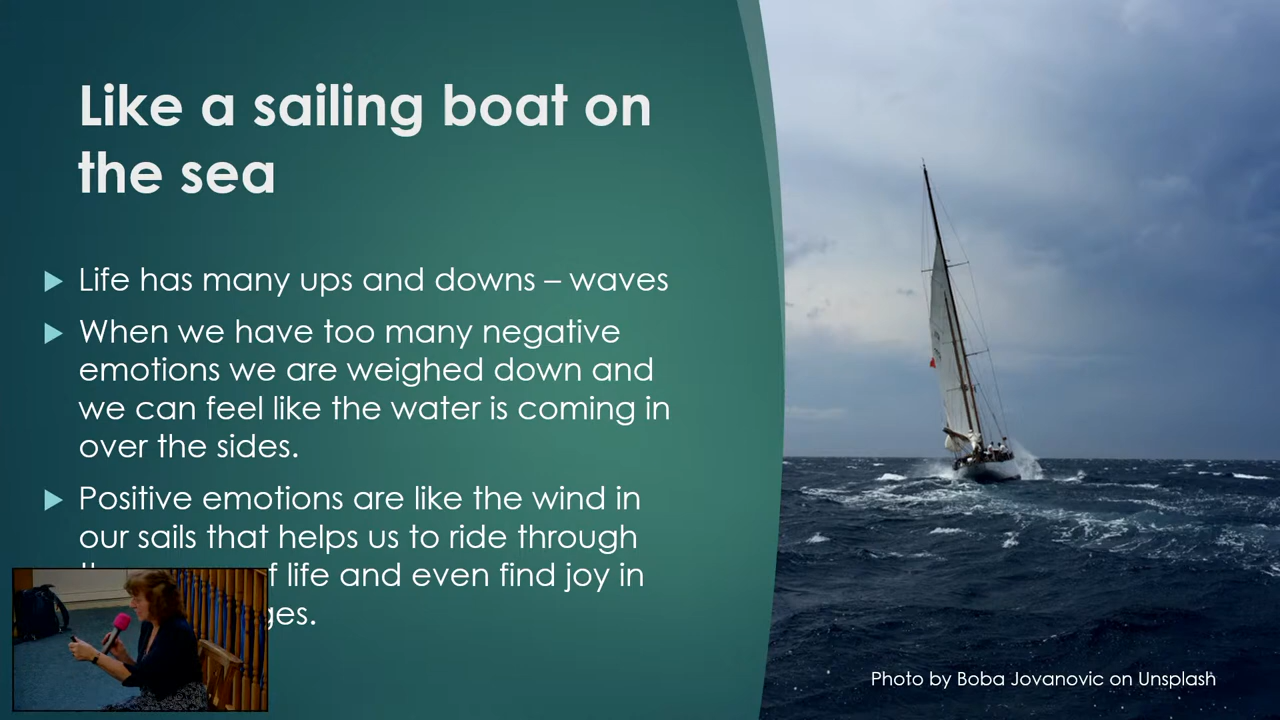 Like a sailing boat on
the sea
Life has many ups and downs – waves
When we have too many negative
emotions we are weighed down and
we can feel like the water is coming in
over the sides.
Positive emotions are like the wind in
our sails that helps us to ride through
of life and even find joy in
Photo by Boba Jovanovic on Unsplash